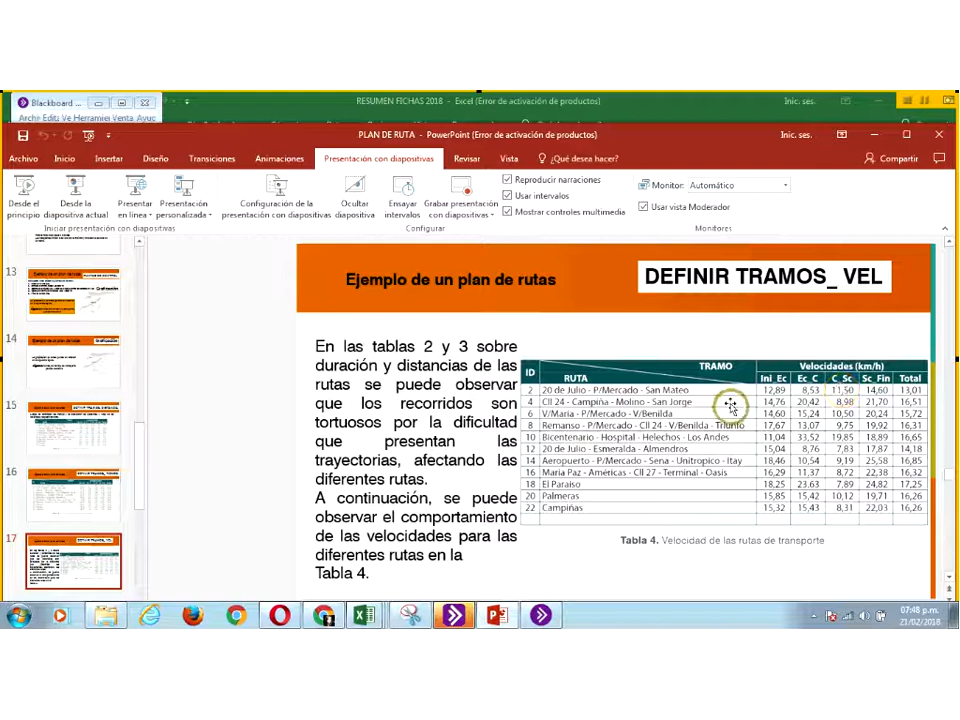 RESUMEN FICHAS 2018 - Excel (Error de activación de productos)
Inic. ses.
Blackboard ...
PLAN DE RUTA - PowerPoint (Error de activación de productos)
Inic. ses.
Archivo Inicio Insertar Diseño Transiciones Animaciones Presentación con diapositivas Revisar Vista ¿Qué desea hacer? Compartir
Desde el principio
Desde la diapositiva actual
Presentar en línea
Presentación personalizada
Configuración de la presentación con diapositivas
Ocultar diapositiva
Ensayar intervalos
Grabar presentación con diapositivas
Reproducir narraciones
Usar intervalos
Mostrar controles multimedia
Monitor: Automático
Usar vista Moderador
Iniciar presentación con diapositivas
Configurar
Monitores
13
14
15
16
17
Ejemplo de un plan de rutas
DEFINIR TRAMOS_ VEL
En las tablas 2 y 3 sobre
duración y distancias de las
rutas se puede observar
que los recorridos son
tortuosos por la dificultad
que presentan las
trayectorias, afectando las
diferentes rutas.
A continuación, se puede
observar el comportamiento
de las velocidades para las
diferentes rutas en la
Tabla 4.
ID RUTA TRAMO Velocidades (km/h)
Ini_Ec Ec_C C_Sc Sc_Fin Total
2 20 de Julio - P/Mercado - San Mateo 12,89 8,53 11,50 14,60 13,01
4 Cll 24 - Campiña - Molino - San Jorge 14,76 20,42 8,98 21,70 16,51
6 V/María - P/Mercado - V/Benilda 14,60 15,24 10,50 20,24 15,72
8 Remanso - P/Mercado - Cll 24 - V/Benilda - Triunfo 17,67 13,07 9,75 19,92 16,31
10 Bicentenario - Hospital - Helechos - Los Andes 11,04 33,52 19,85 18,89 16,65
12 20 de Julio - Esmeralda - Almendros 15,04 8,76 7,83 17,87 14,18
14 Aeropuerto - P/Mercado - Sena - Unitropico - Itay 18,46 10,54 9,19 25,58 16,85
16 María Paz - Américas - Cll 27 - Terminal - Oasis 16,29 11,37 8,72 22,38 16,32
18 El Paraiso 18,25 23,63 7,89 24,82 17,25
20 Palmeras 15,85 15,42 10,12 19,71 16,26
22 Campiñas 15,32 15,43 8,31 22,03 16,26
Tabla 4. Velocidad de las rutas de transporte
07:48 p.m.
21/02/2018